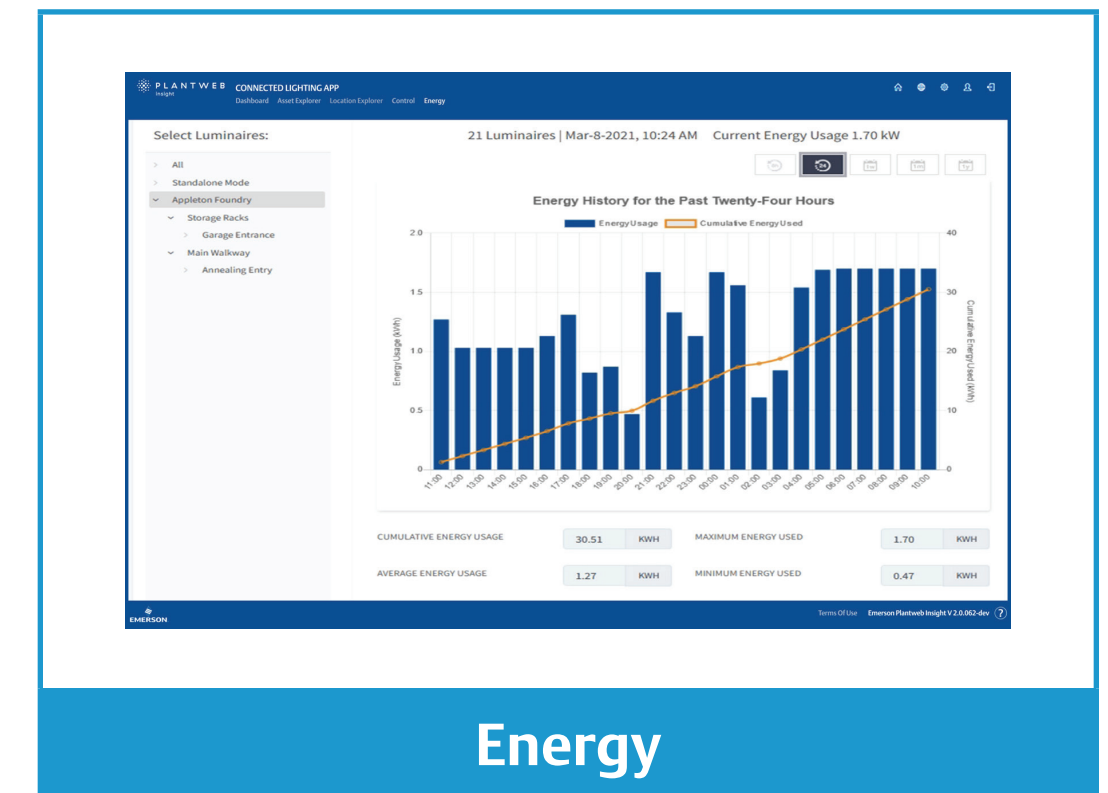 PLANTWEB
Insight
CONNECTED LIGHTING APP
Dashboard Asset Explorer Location Explorer Control Energy
Select Luminaires:
All
Standalone Mode
Appleton Foundry
Storage Racks
Garage Entrance
Main Walkway
Annealing Entry
21 Luminaires | Mar-8-2021, 10:24 AM Current Energy Usage 1.70 kW
Energy History for the Past Twenty-Four Hours
Energy Usage Cumulative Energy Used
2.0
1.5
1.0
0.5
0
Energy Usage (kWh)
40
30
20
10
0
Cumulative Energy Used (kWh)
11:00 12:00 13:00 14:00 15:00 16:00 17:00 18:00 19:00 20:00 21:00 22:00 23:00 00:00 01:00 02:00 03:00 04:00 05:00 06:00 07:00 08:00 09:00 10:00
CUMULATIVE ENERGY USAGE 30.51 KWH MAXIMUM ENERGY USED 1.70 KWH
AVERAGE ENERGY USAGE 1.27 KWH MINIMUM ENERGY USED 0.47 KWH
EMERSON
Terms Of Use Emerson Plantweb Insight V 2.0.062-dev ?
Energy